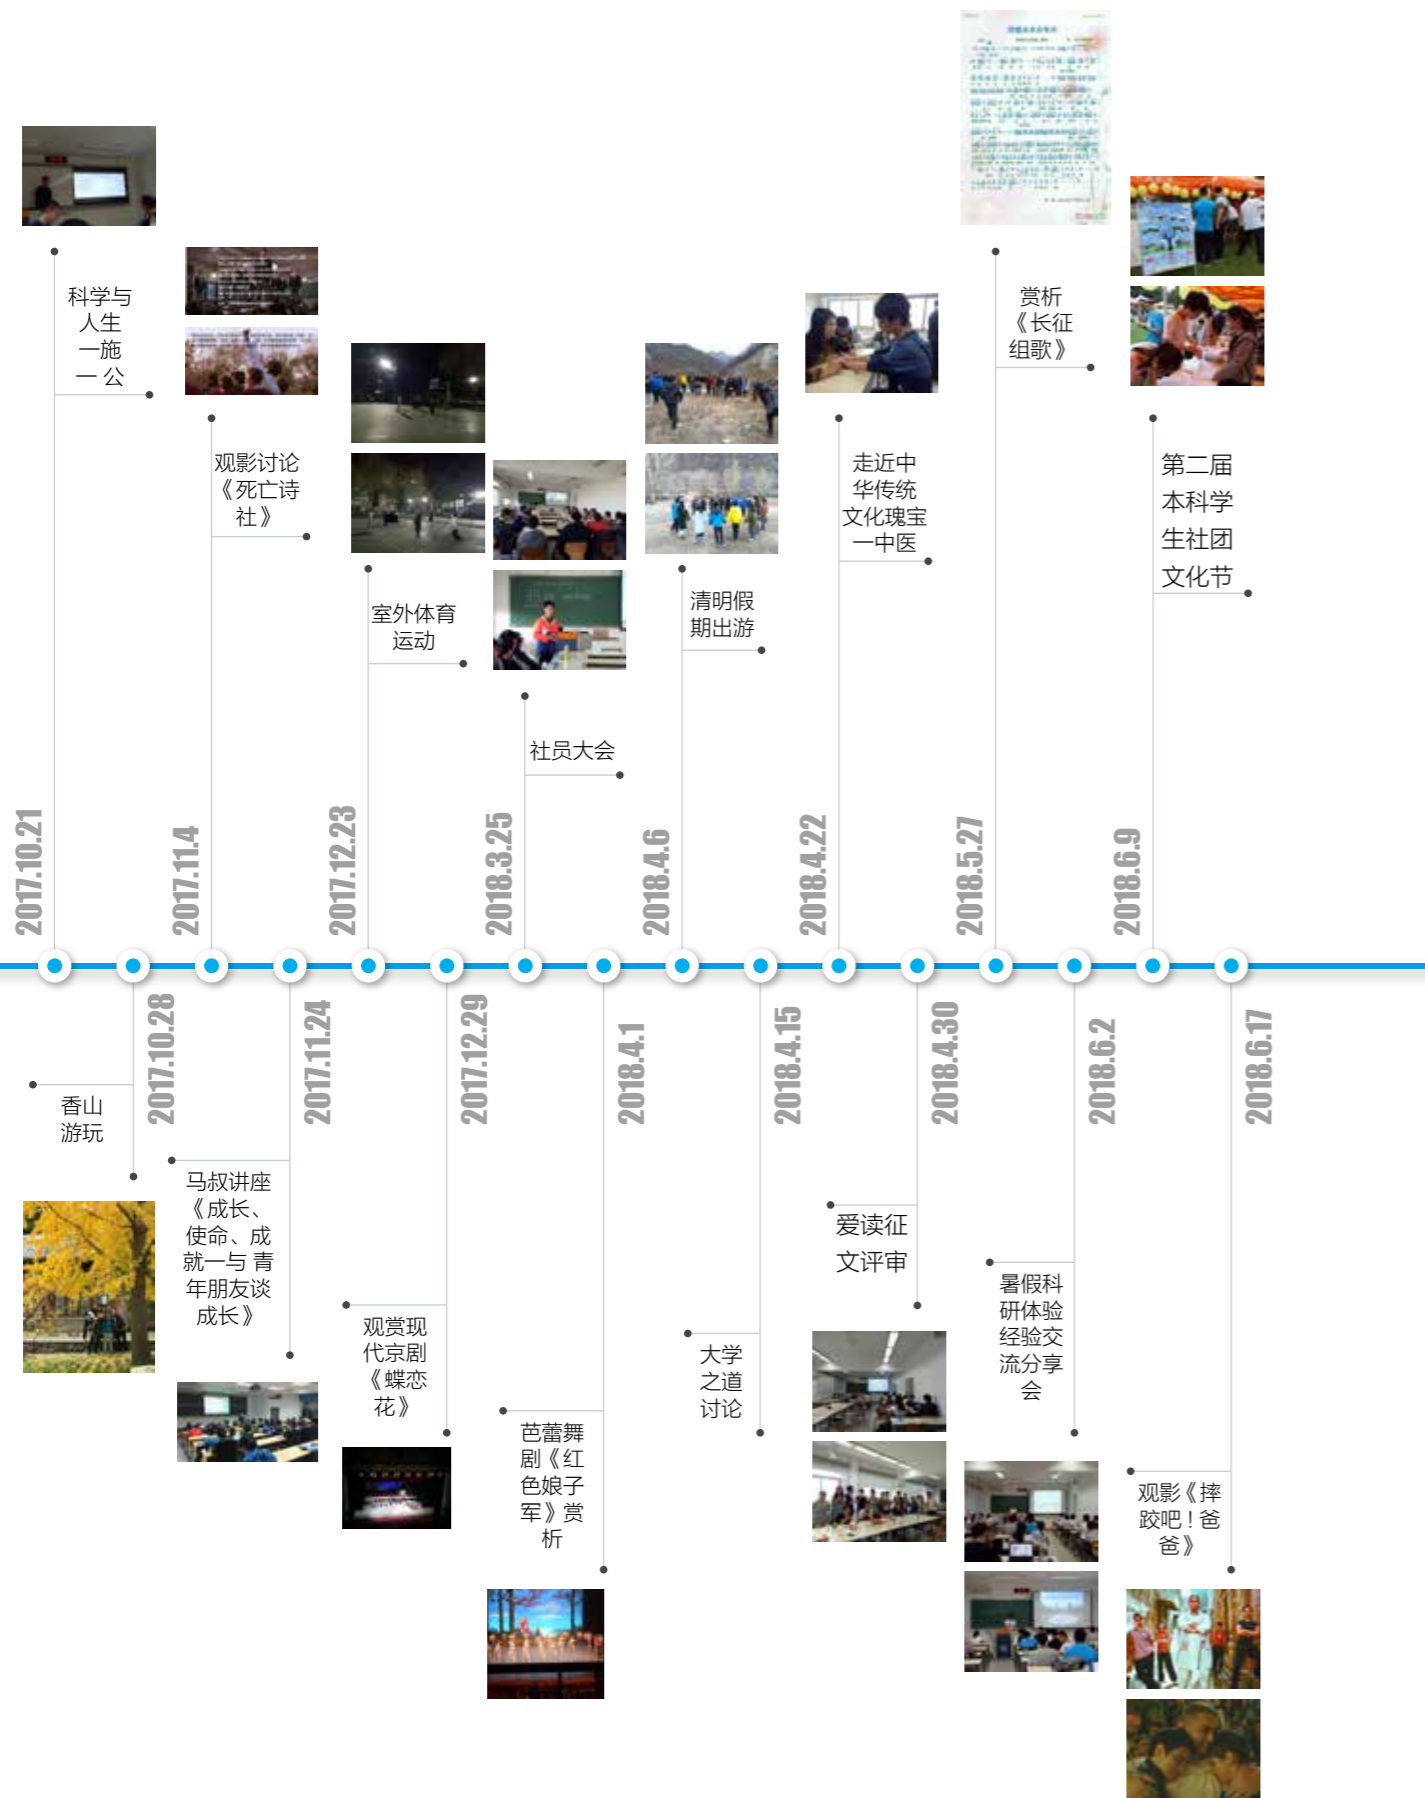 科学与
人生
一施
一 公
2017.10.21
香山
游玩
2017.10.28
观影讨论
《死亡诗
社》
2017.11.4
马叔讲座
《成长、
使命、成
就一与 青
年朋友谈
成长》
2017.11.24
室外体育
运动
2017.12.23
观赏现
代京剧
《蝶恋
花》
2017.12.29
社员大会
2018.3.25
芭蕾舞
剧《红
色娘子
军》赏
析
2018.4.1
清明假
期出游
2018.4.6
大学
之道
讨论
2018.4.15
走近中
华传统
文化瑰宝
一中医
2018.4.22
爱读征
文评审
2018.4.30
赏析
《长征
组歌》
2018.5.27
暑假科
研体验
经验交
流分享
会
2018.6.2
第二届
本科学
生社团
文化节
2018.6.9
观影《摔
跤吧！爸
爸》
2018.6.17